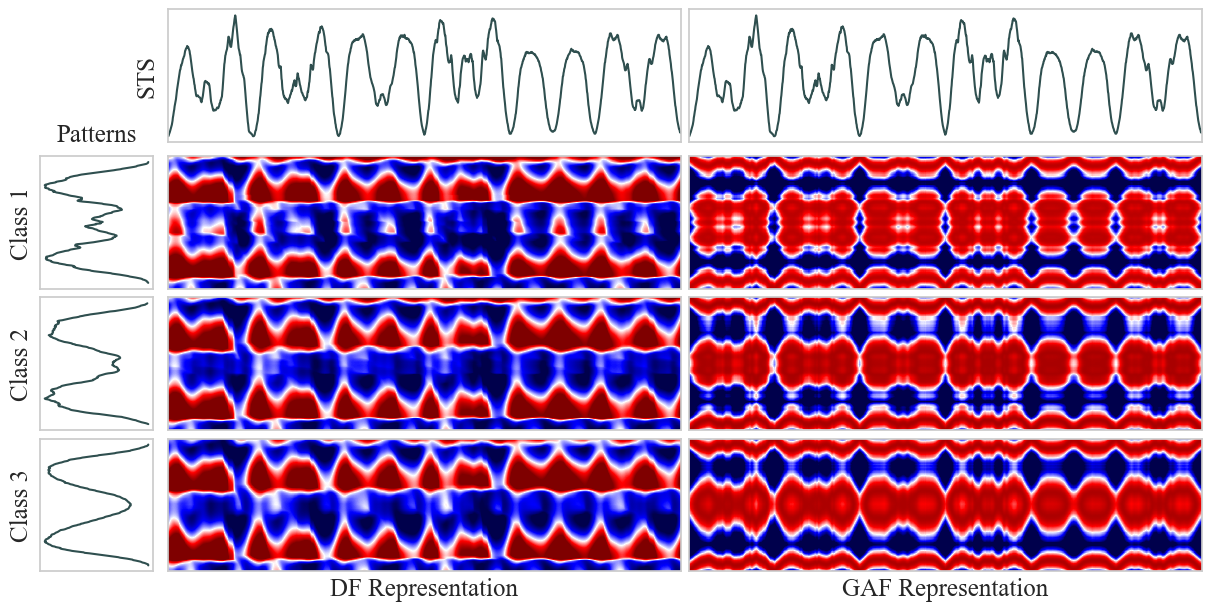 STS
Patterns
Class 1
Class 2
Class 3
DF Representation
GAF Representation